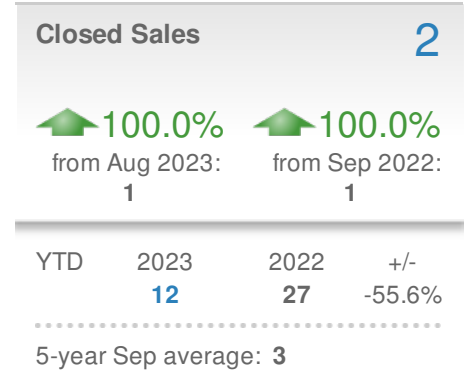 Closed Sales 2
100.0% 100.0%
from Aug 2023: from Sep 2022:
1 1
YTD 2023 2022 +/-
12 27 -55.6%
5-year Sep average: 3